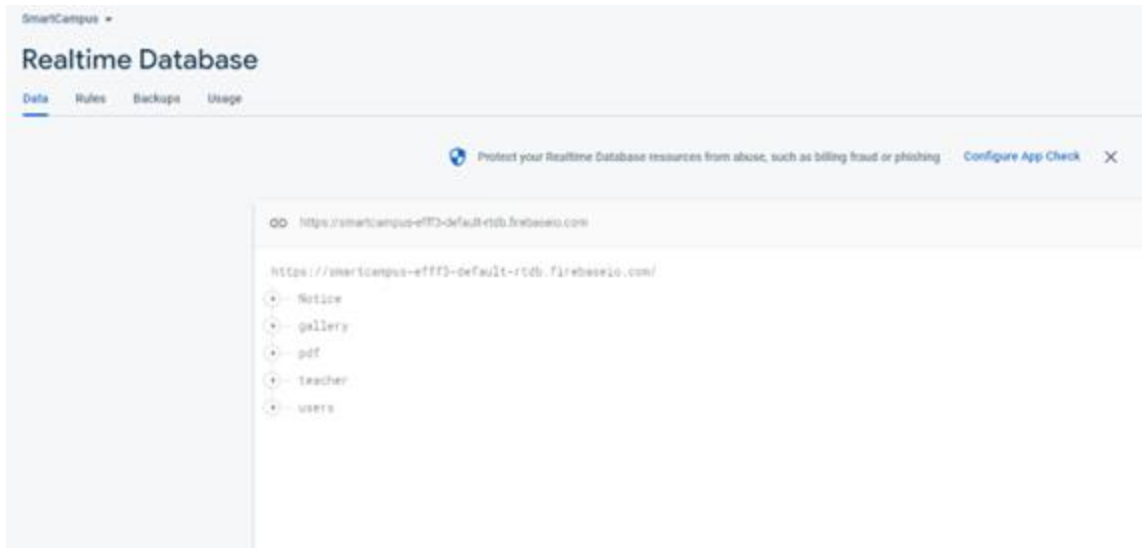 SmartCampus
Realtime Database
Data Rules Backups Usage
Protect your Realtime Database resources from abuse, such as billing fraud or phishing Configure App Check
https://smartcampus-efff3-default-rtdb.firebaseio.com
https://smartcampus-efff3-default-rtdb.firebaseio.com/
Notice
gallery
pdf
teacher
users